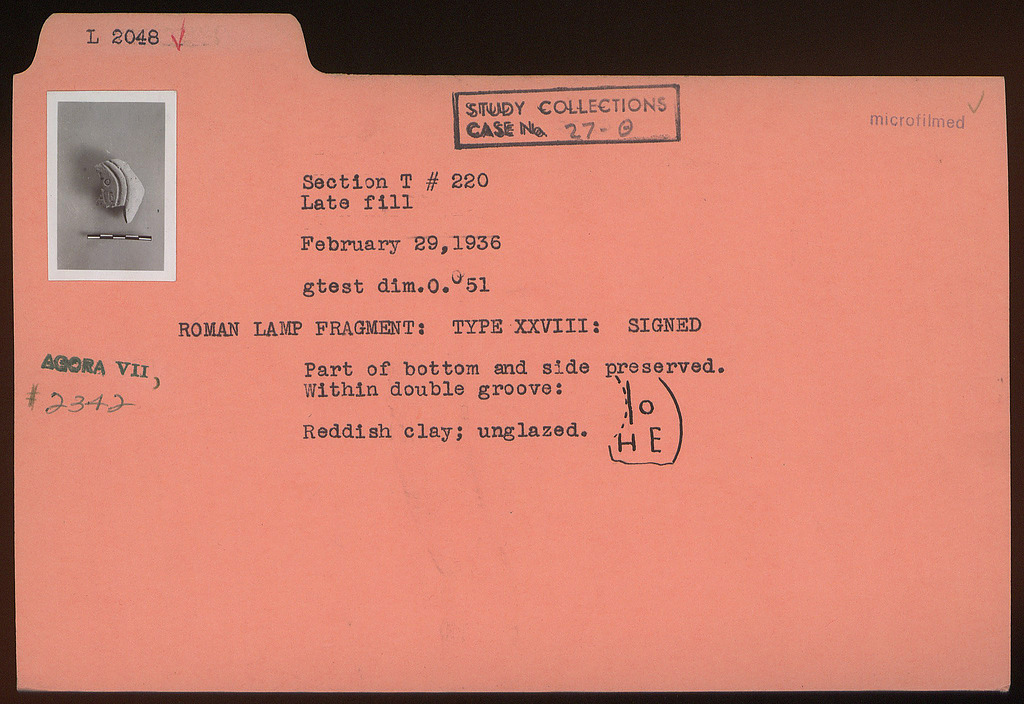 L 2048
STUDY COLLECTIONS
CASE No. 27-Θ
microfilmed
Section T # 220
Late fill
February 29,1936
gtest dim.0.051
ROMAN LAMP FRAGMENT: TYPE XXVIII: SIGNED
AGORA VII,
# 2342
Part of bottom and side preserved.
Within double groove:
Reddish clay; unglazed.
I O
H E